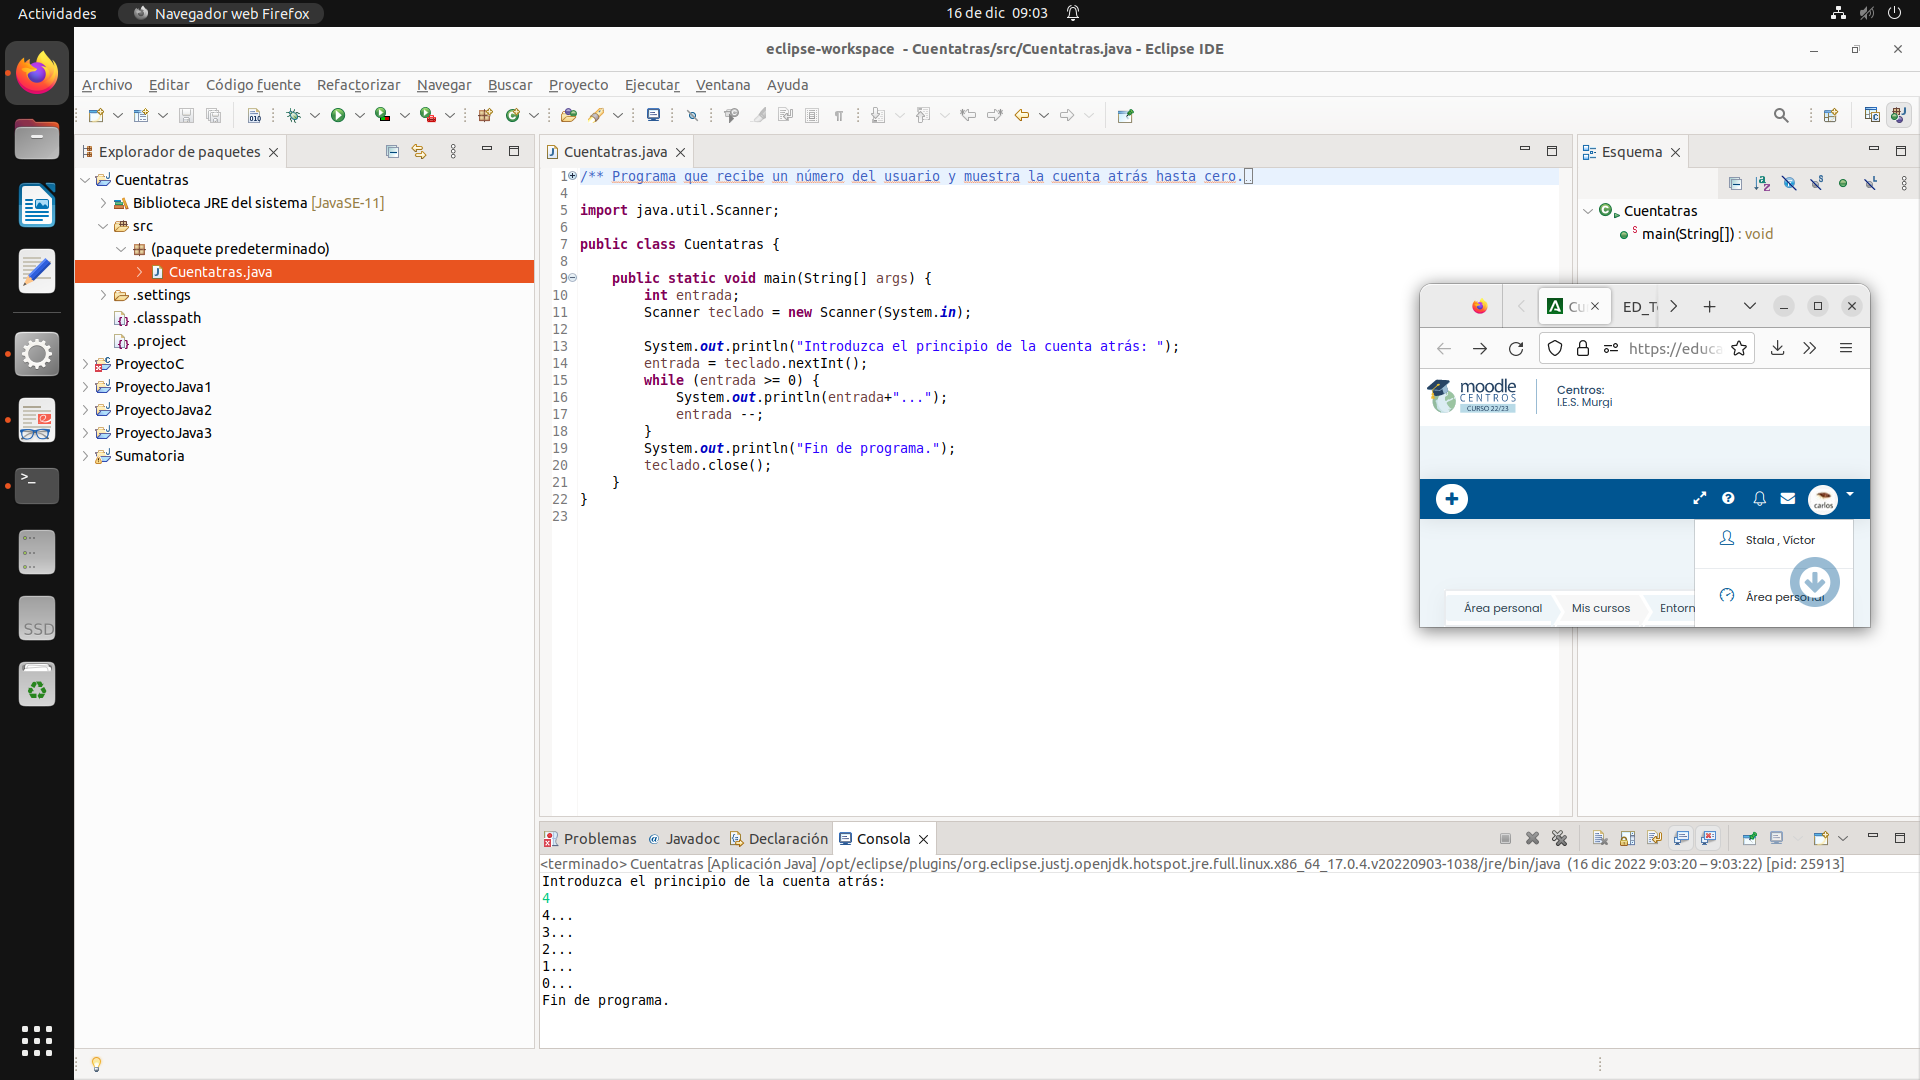 Actividades
Navegador web Firefox
16 de dic 09:03
eclipse-workspace - Cuentatras/src/Cuentatras.java - Eclipse IDE
Archivo Editar Código fuente Refactorizar Navegar Buscar Proyecto Ejecutar Ventana Ayuda
Explorador de paquetes
Cuentatras
Biblioteca JRE del sistema [JavaSE-11]
src
(paquete predeterminado)
Cuentatras.java
.settings
.classpath
.project
ProyectoC
ProyectoJava1
ProyectoJava2
ProyectoJava3
Sumatoria
Cuentatras.java
1 /** Programa que recibe un número del usuario y muestra la cuenta atrás hasta cero.
4
5 import java.util.Scanner;
6
7 public class Cuentatras {
8
9 public static void main(String[] args) {
10 int entrada;
11 Scanner teclado = new Scanner(System.in);
12
13 System.out.println("Introduzca el principio de la cuenta atrás: ");
14 entrada = teclado.nextInt();
15 while (entrada >= 0) {
16 System.out.println(entrada+"...");
17 entrada --;
18 }
19 System.out.println("Fin de programa.");
20 teclado.close();
21 }
22 }
23
Esquema
Cuentatras
main(String[]) : void
Cu
ED_T
https://educa
moodle
CENTROS
CURSO 22/23
Centros:
I.E.S. Murgi
carlos
Stala , Víctor
Área personal
Área personal Mis cursos Entorn
Problemas Javadoc Declaración Consola
<terminado> Cuentatras [Aplicación Java] /opt/eclipse/plugins/org.eclipse.justj.openjdk.hotspot.jre.full.linux.x86_64_17.0.4.v20220903-1038/jre/bin/java (16 dic 2022 9:03:20 – 9:03:22) [pid: 25913]
Introduzca el principio de la cuenta atrás:
4
4...
3...
2...
1...
0...
Fin de programa.
SSD